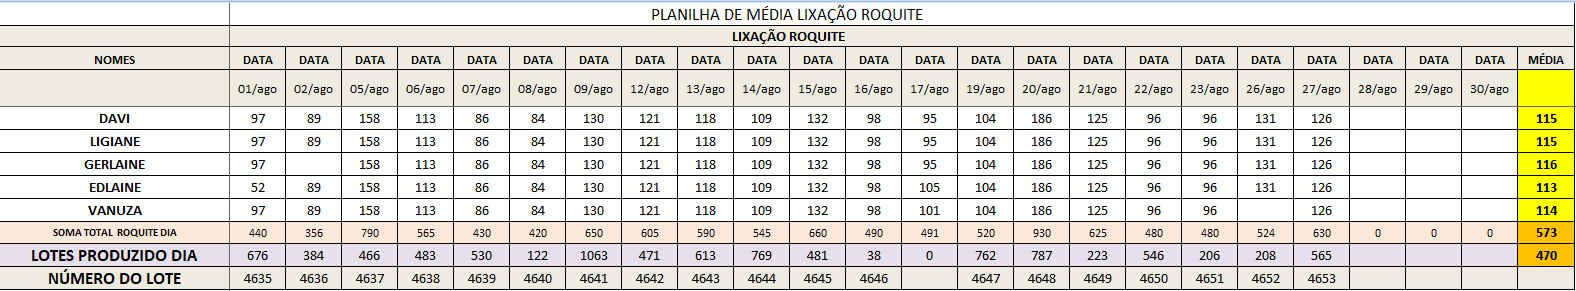 PLANILHA DE MÉDIA LIXAÇÃO ROQUITE
LIXAÇÃO ROQUITE
NOMES DATA DATA DATA DATA DATA DATA DATA DATA DATA DATA DATA DATA DATA DATA DATA DATA DATA DATA DATA DATA DATA DATA DATA MÉDIA
01/ago 02/ago 05/ago 06/ago 07/ago 08/ago 09/ago 12/ago 13/ago 14/ago 15/ago 16/ago 17/ago 19/ago 20/ago 21/ago 22/ago 23/ago 26/ago 27/ago 28/ago 29/ago 30/ago
DAVI 97 89 158 113 86 84 130 121 118 109 132 98 95 104 186 125 96 96 131 126 115
LIGIANE 97 89 158 113 86 84 130 121 118 109 132 98 95 104 186 125 96 96 131 126 115
GERLAINE 97 158 113 86 84 130 121 118 109 132 98 95 104 186 125 96 96 131 126 116
EDLAINE 52 89 158 113 86 84 130 121 118 109 132 98 105 104 186 125 96 96 131 126 113
VANUZA 97 89 158 113 86 84 130 121 118 109 132 98 101 104 186 125 96 96 126 114
SOMA TOTAL ROQUITE DIA 440 356 790 565 430 420 650 605 590 545 660 490 491 520 930 625 480 480 524 630 0 0 0 573
LOTES PRODUZIDO DIA 676 384 466 483 530 122 1063 471 613 769 481 38 0 762 787 223 546 206 208 565 470
NÚMERO DO LOTE 4635 4636 4637 4638 4639 4640 4641 4642 4643 4644 4645 4646 4647 4648 4649 4650 4651 4652 4653